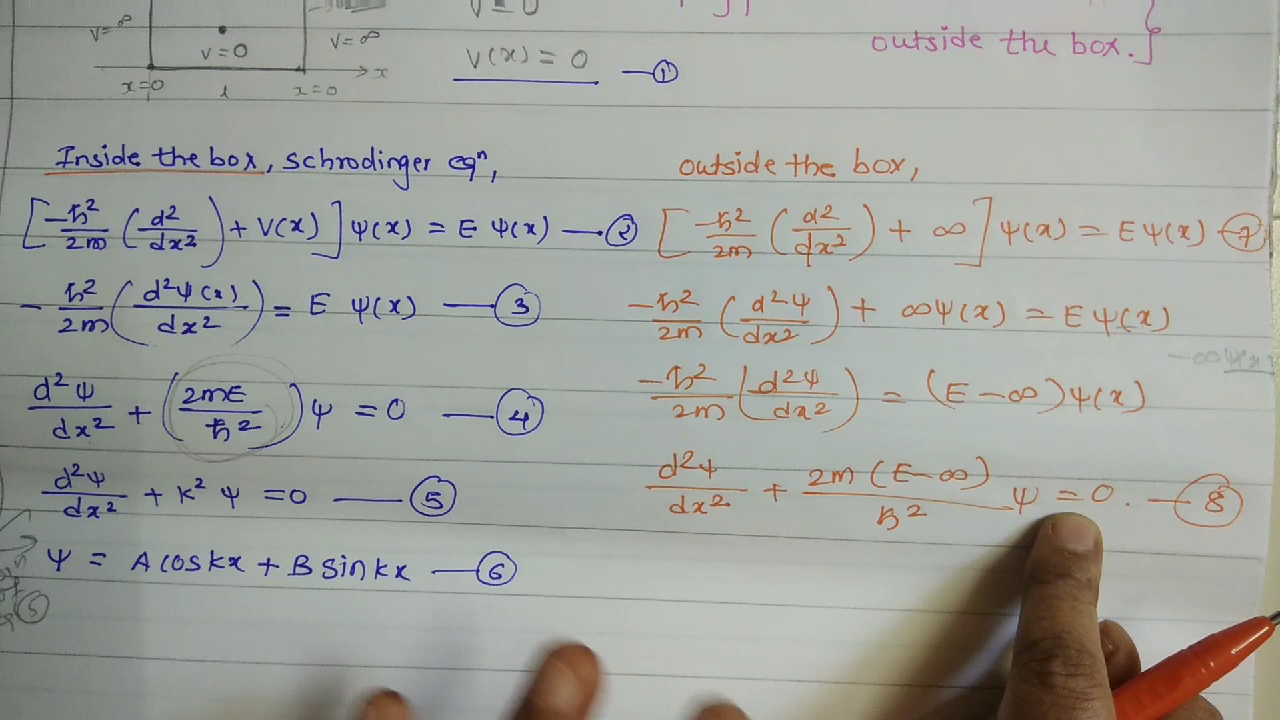 V=∞
V=0
V=∞
x=0
l
x=0
x
V=0
V(x) = 0 —①
outside the box.}
Inside the box, Schrodinger eqⁿ,
[-ℏ²/2m (d²/dx²) + V(x)] ψ(x) = E ψ(x) —②
-ℏ²/2m (d²ψ(x)/dx²) = E ψ(x) —③
d²ψ/dx² + (2mE/ℏ²) ψ = 0 —④
d²ψ/dx² + k² ψ = 0 —⑤
ψ = A cos kx + B sin kx —⑥
⑤
outside the box,
[-ℏ²/2m (d²/dx²) + ∞] ψ(x) = E ψ(x) ⑦
-ℏ²/2m (d²ψ/dx²) + ∞ψ(x) = E ψ(x)
-∞ψ(x)
-ℏ²/2m (d²ψ/dx²) = (E-∞)ψ(x)
d²ψ/dx² + 2m(E-∞)/ℏ² ψ = 0. —⑧